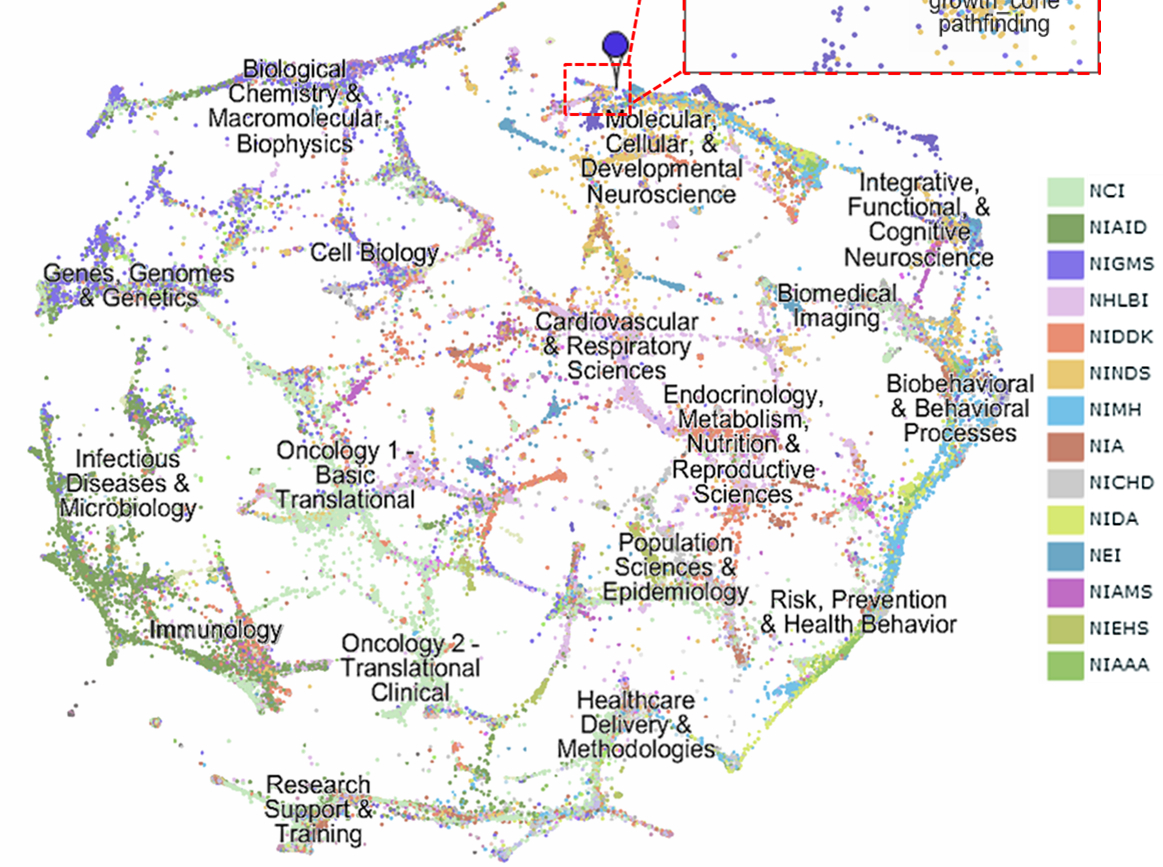 growth_cone
pathfinding
Biological
Chemistry &
Macromolecular
Biophysics
Molecular,
Cellular, &
Developmental
Neuroscience
Integrative,
Functional, &
Cognitive
Neuroscience
Cell Biology
Genes, Genomes
& Genetics
Biomedical
Imaging
Cardiovascular
& Respiratory
Sciences
Endocrinology,
Metabolism,
Nutrition &
Reproductive
Sciences
Biobehavioral
& Behavioral
Processes
Infectious
Diseases &
Microbiology
Oncology 1 -
Basic
Translational
Population
Sciences &
Epidemiology
Risk, Prevention
& Health Behavior
Immunology
Oncology 2 -
Translational
Clinical
Healthcare
Delivery &
Methodologies
Research
Support &
Training
NCI
NIAID
NIGMS
NHLBI
NIDDK
NINDS
NIMH
NIA
NICHD
NIDA
NEI
NIAMS
NIEHS
NIAAA